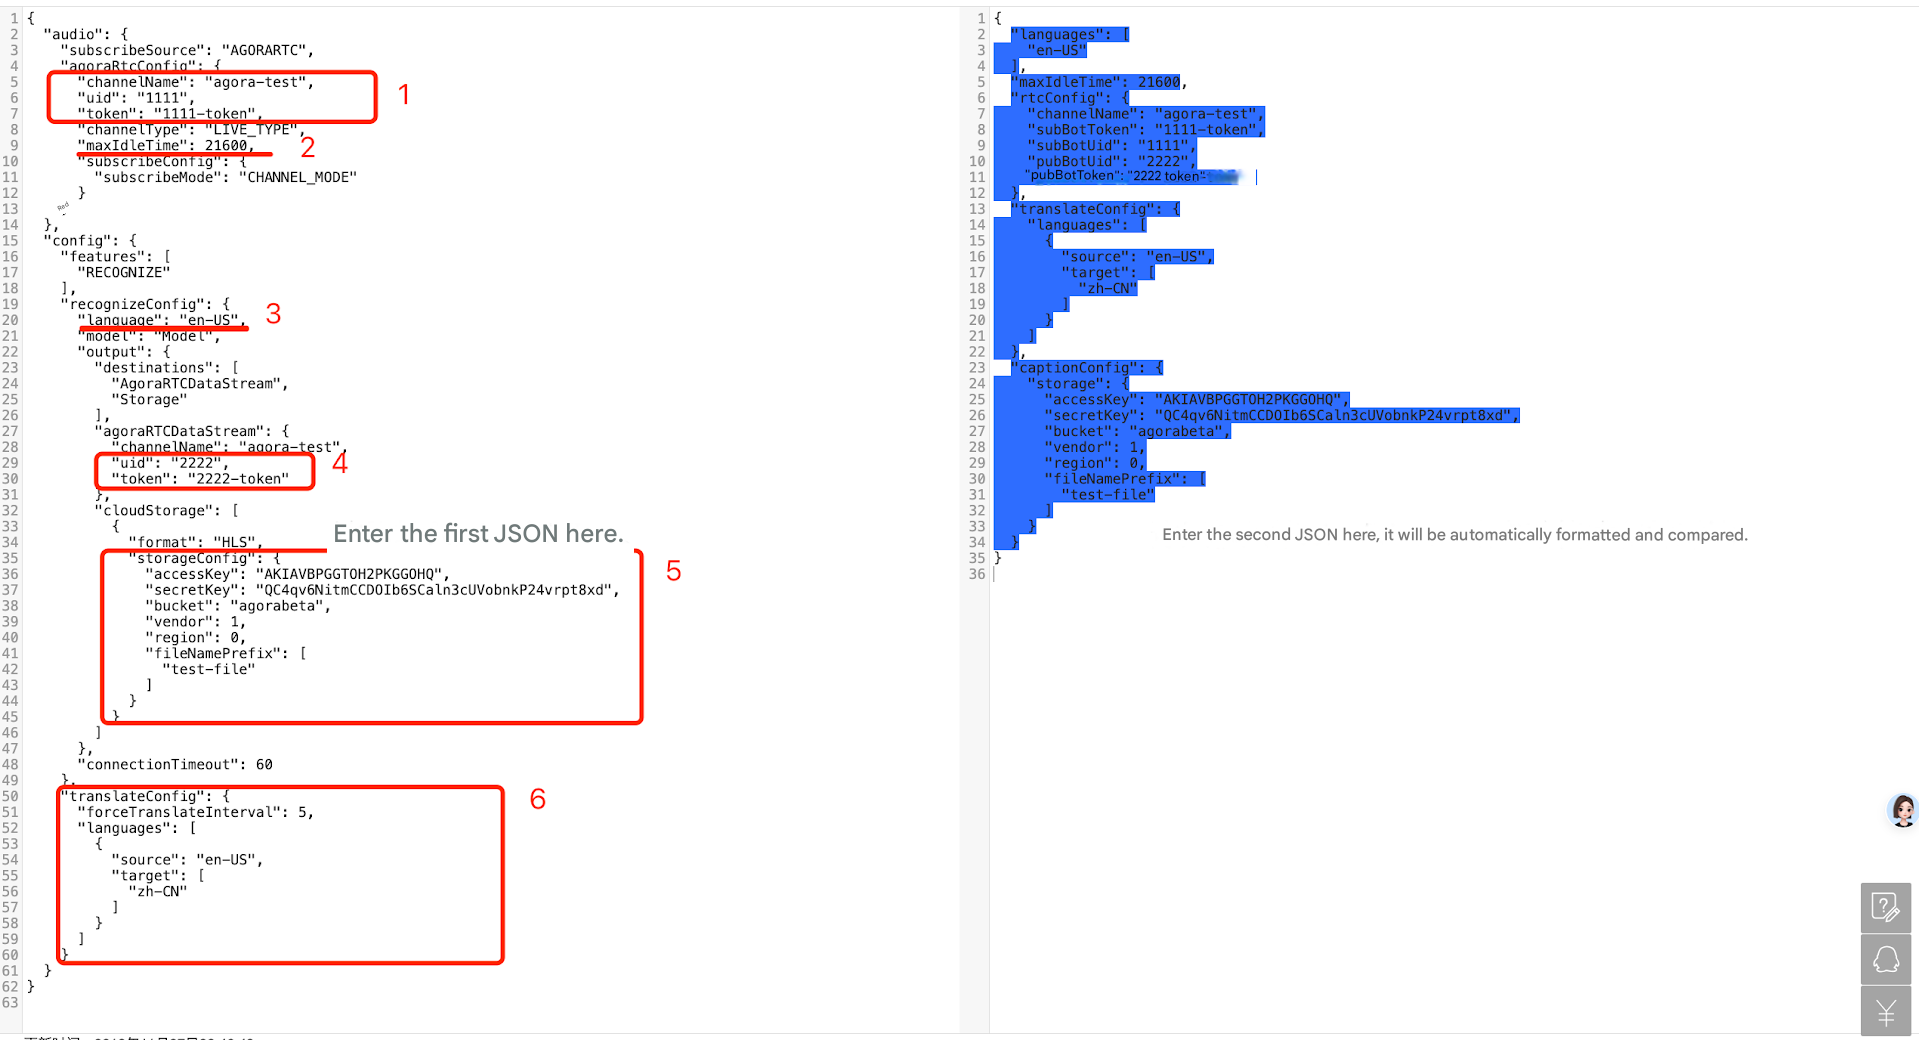 1 {
2 "audio": {
3 "subscribeSource": "AGORARTC",
4 "agoraRtcConfig": {
5 "channelName": "agora-test",
6 "uid": "1111",
7 "token": "1111-token",
1
8 "channelType": "LIVE_TYPE",
9 "maxIdleTime": 21600,
2
10 "subscribeConfig": {
11 "subscribeMode": "CHANNEL_MODE"
12 }
13
Red
14 },
15 "config": {
16 "features": [
17 "RECOGNIZE"
18 ],
19 "recognizeConfig": {
20 "language": "en-US",
3
21 "model": "Model",
22 "output": {
23 "destinations": [
24 "AgoraRTCDataStream",
25 "Storage"
26 ],
27 "agoraRTCDataStream": {
28 "channelName": "agora-test",
29 "uid": "2222",
30 "token": "2222-token"
4
31 },
32 "cloudStorage": [
33 {
Enter the first JSON here.
34 "format": "HLS",
35 "storageConfig": {
36 "accessKey": "AKIAVBPGGTOH2PKGGOHQ",
37 "secretKey": "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",
38 "bucket": "agorabeta",
39 "vendor": 1,
40 "region": 0,
41 "fileNamePrefix": [
42 "test-file"
43 ]
44 }
45 }
5
46 ]
47 },
48 "connectionTimeout": 60
49 },
50 "translateConfig": {
51 "forceTranslateInterval": 5,
6
52 "languages": [
53 {
54 "source": "en-US",
55 "target": [
56 "zh-CN"
57 ]
58 }
59 ]
60 }
61 }
62 }
63
1 {
2 "languages": [
3 "en-US"
4 ],
5 "maxIdleTime": 21600,
6 "rtcConfig": {
7 "channelName": "agora-test",
8 "subBotToken": "1111-token",
9 "subBotUid": "1111",
10 "pubBotUid": "2222",
11 "pubBotToken": "2222 token"
12 },
13 "translateConfig": {
14 "languages": [
15 {
16 "source": "en-US",
17 "target": [
18 "zh-CN"
19 ]
20 }
21 ]
22 },
23 "captionConfig": {
24 "storage": {
25 "accessKey": "AKIAVBPGGTOH2PKGGOHQ",
26 "secretKey": "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",
27 "bucket": "agorabeta",
28 "vendor": 1,
29 "region": 0,
30 "fileNamePrefix": [
31 "test-file"
32 ]
33 }
34 }
35 }
36
Enter the second JSON here, it will be automatically formatted and compared.